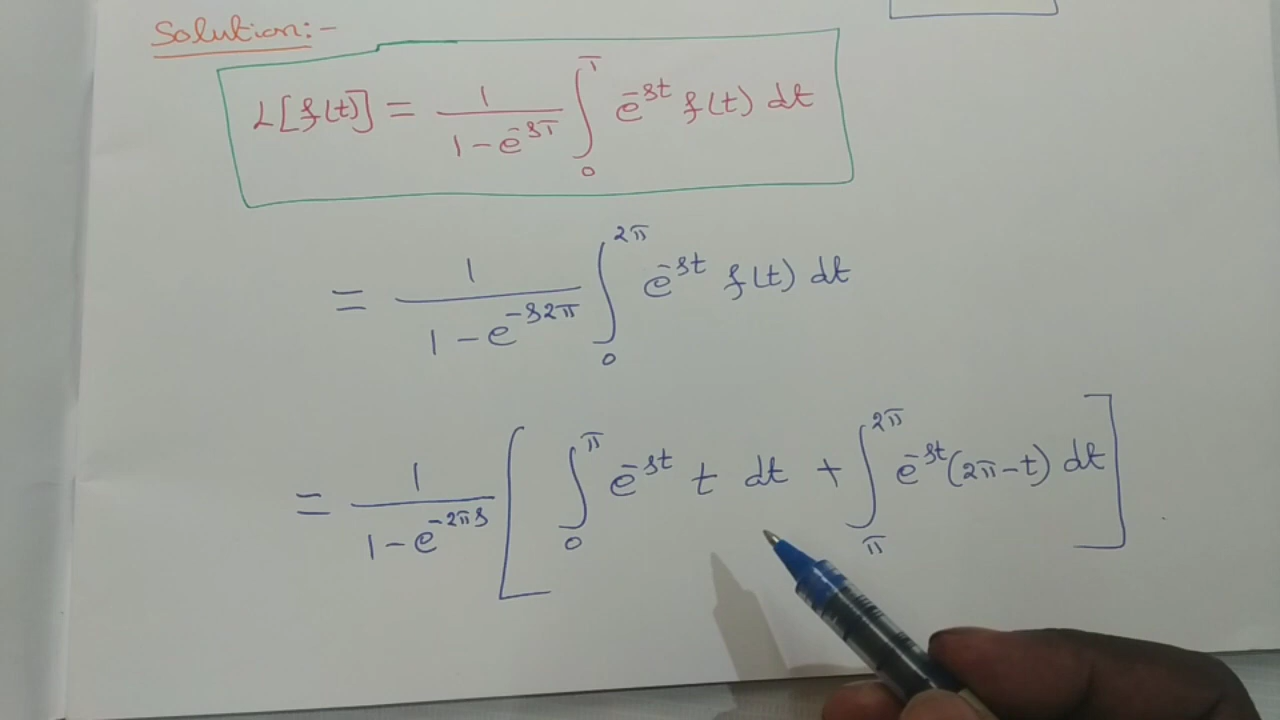 Solution:-
L[f(t)] = 1/(1 - e^{-sT}) ∫_0^T e^{-st} f(t) dt
= 1/(1 - e^{-s2π}) ∫_0^{2π} e^{-st} f(t) dt
= 1/(1 - e^{-2πs}) [ ∫_0^π e^{-st} t dt + ∫_π^{2π} e^{-st} (2π - t) dt ]